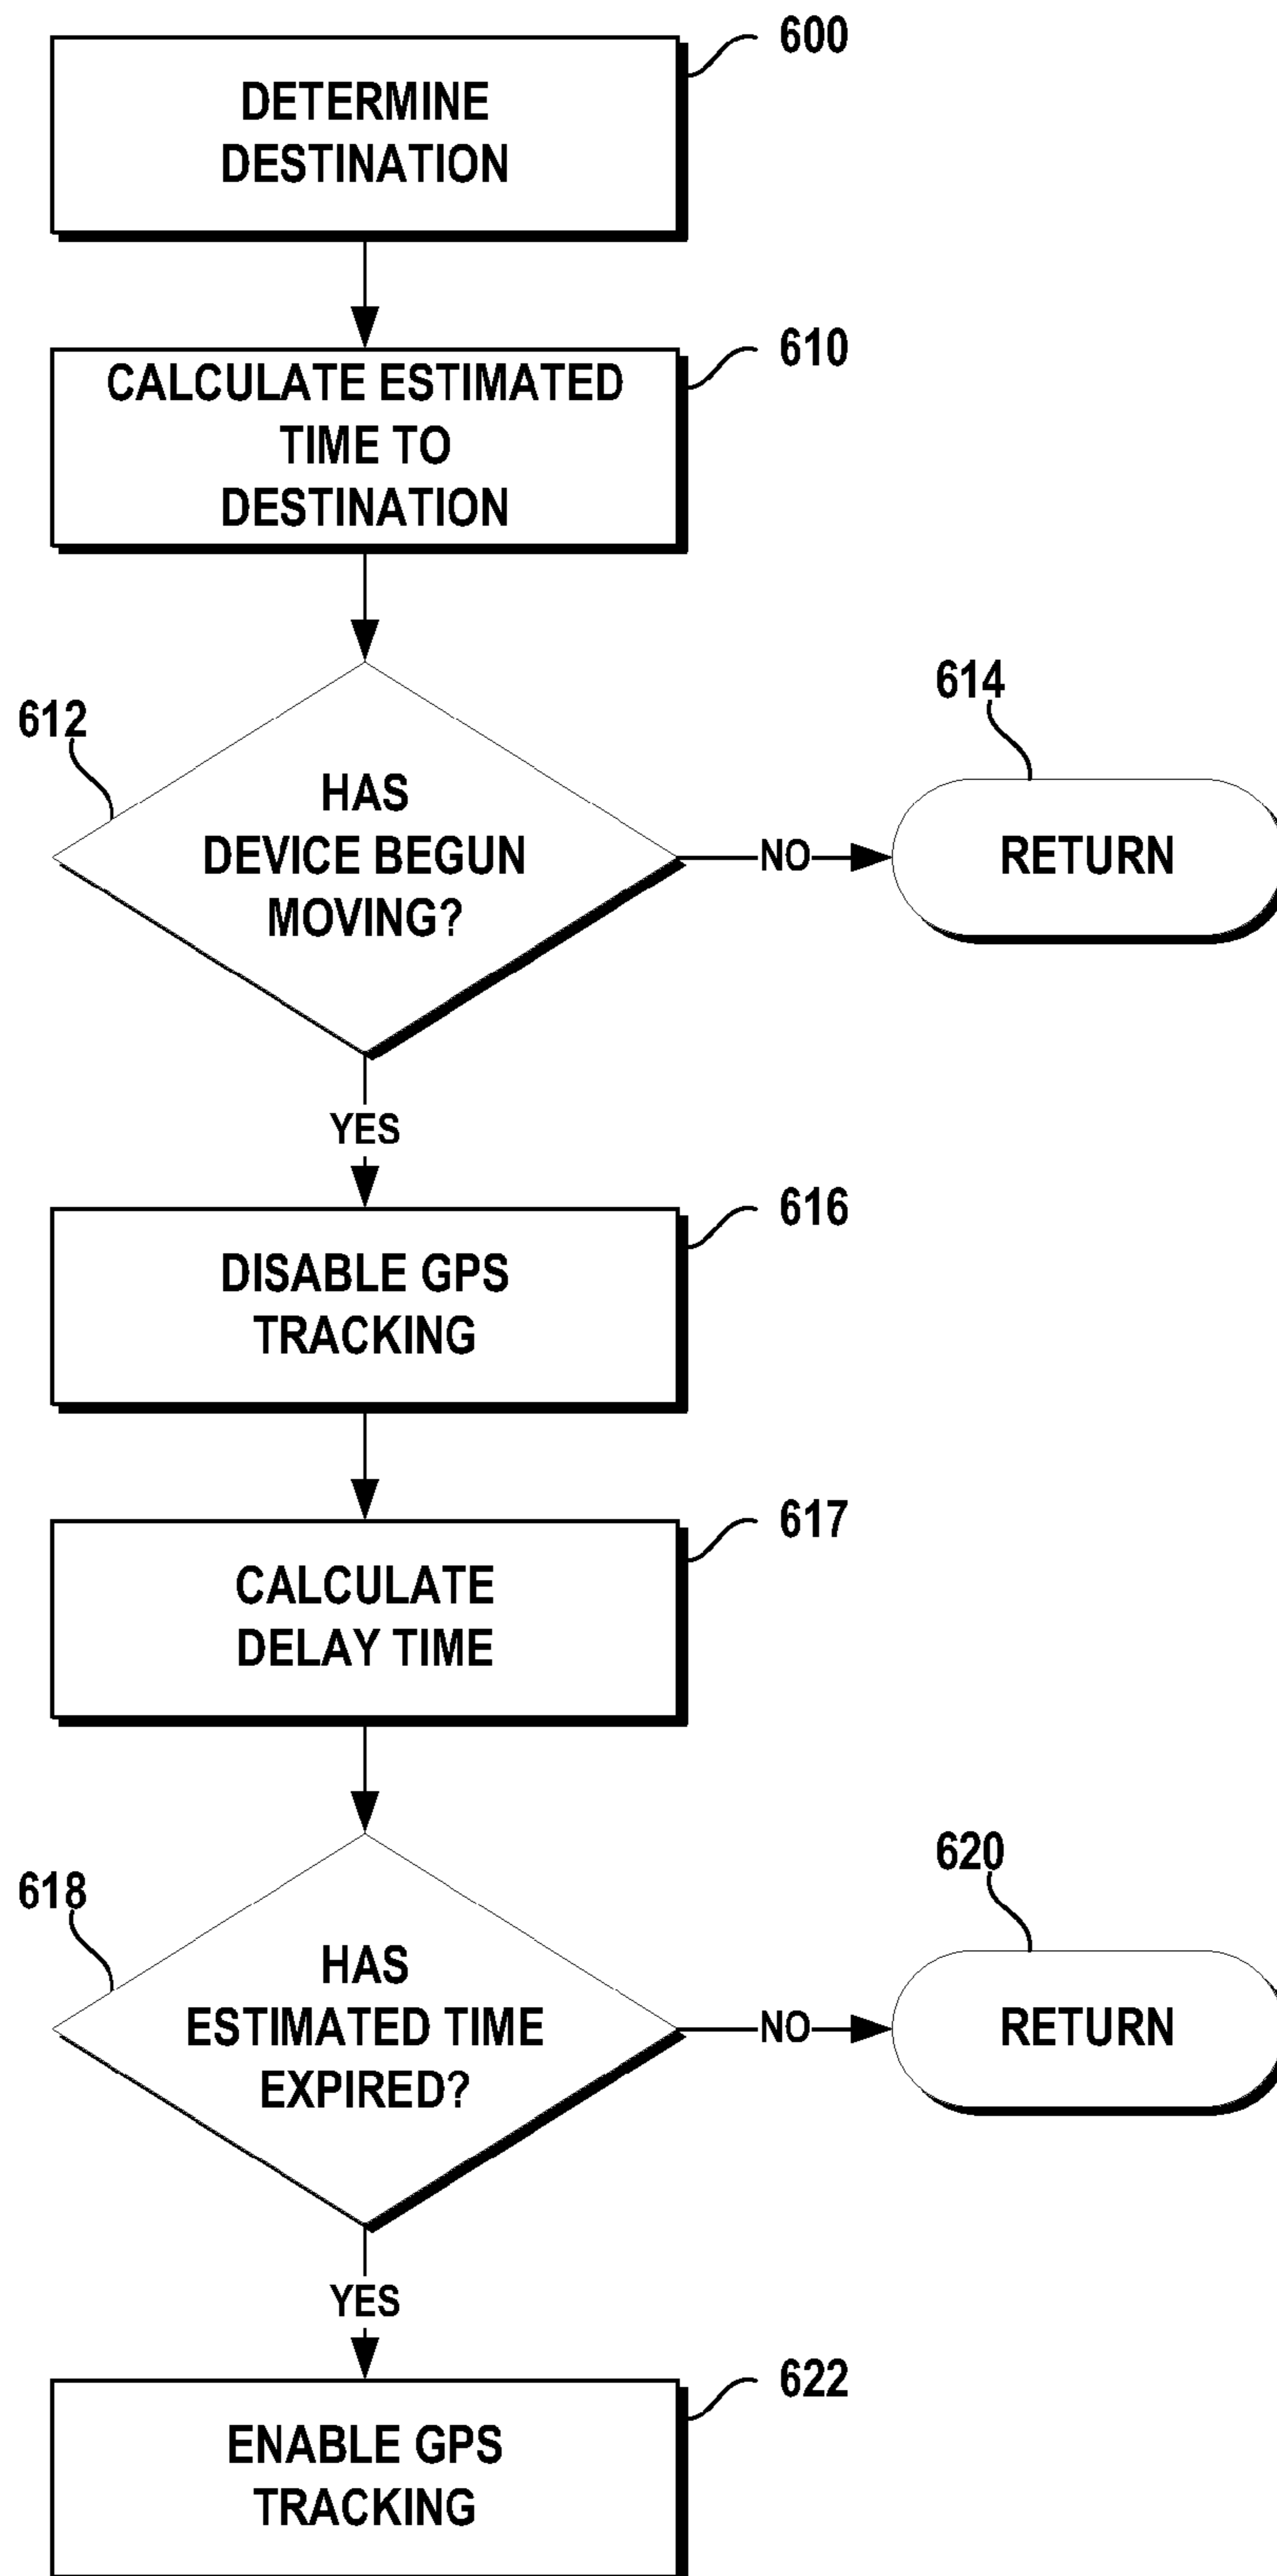 600
DETERMINE
DESTINATION
610
CALCULATE ESTIMATED
TIME TO
DESTINATION
612
HAS
DEVICE BEGUN
MOVING?
NO
614
RETURN
YES
616
DISABLE GPS
TRACKING
617
CALCULATE
DELAY TIME
618
HAS
ESTIMATED TIME
EXPIRED?
NO
620
RETURN
YES
622
ENABLE GPS
TRACKING